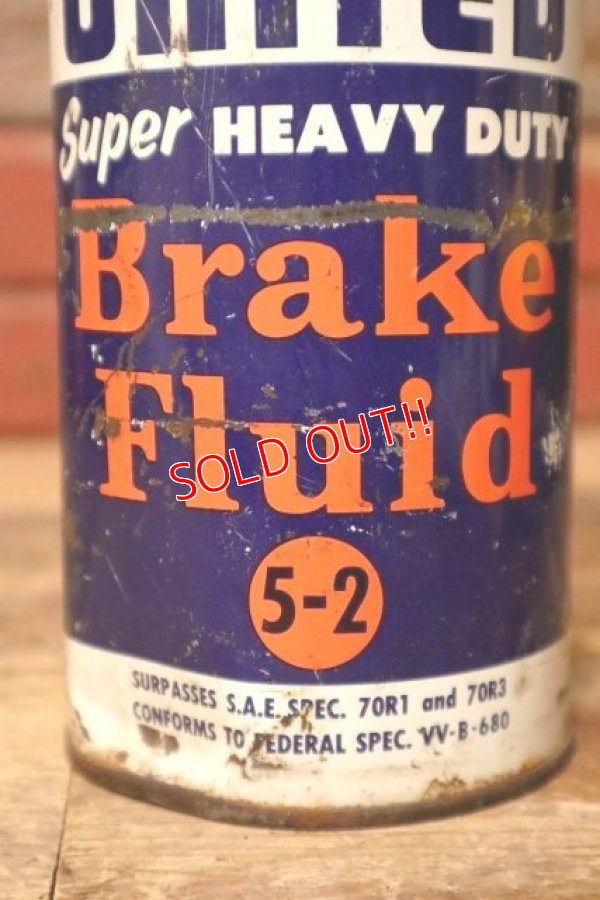 UNITED
Super HEAVY DUTY
Brake
Fluid
SOLD OUT!!
5-2
SURPASSES S.A.E. SPEC. 70R1 and 70R3
CONFORMS TO FEDERAL SPEC. VV-B-680